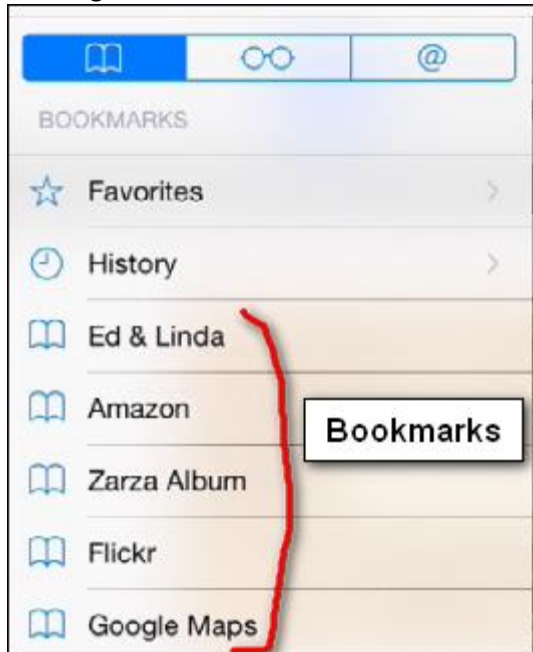 @
BOOKMARKS
Favorites
History
Ed & Linda
Amazon
Bookmarks
Zarza Album
Flickr
Google Maps